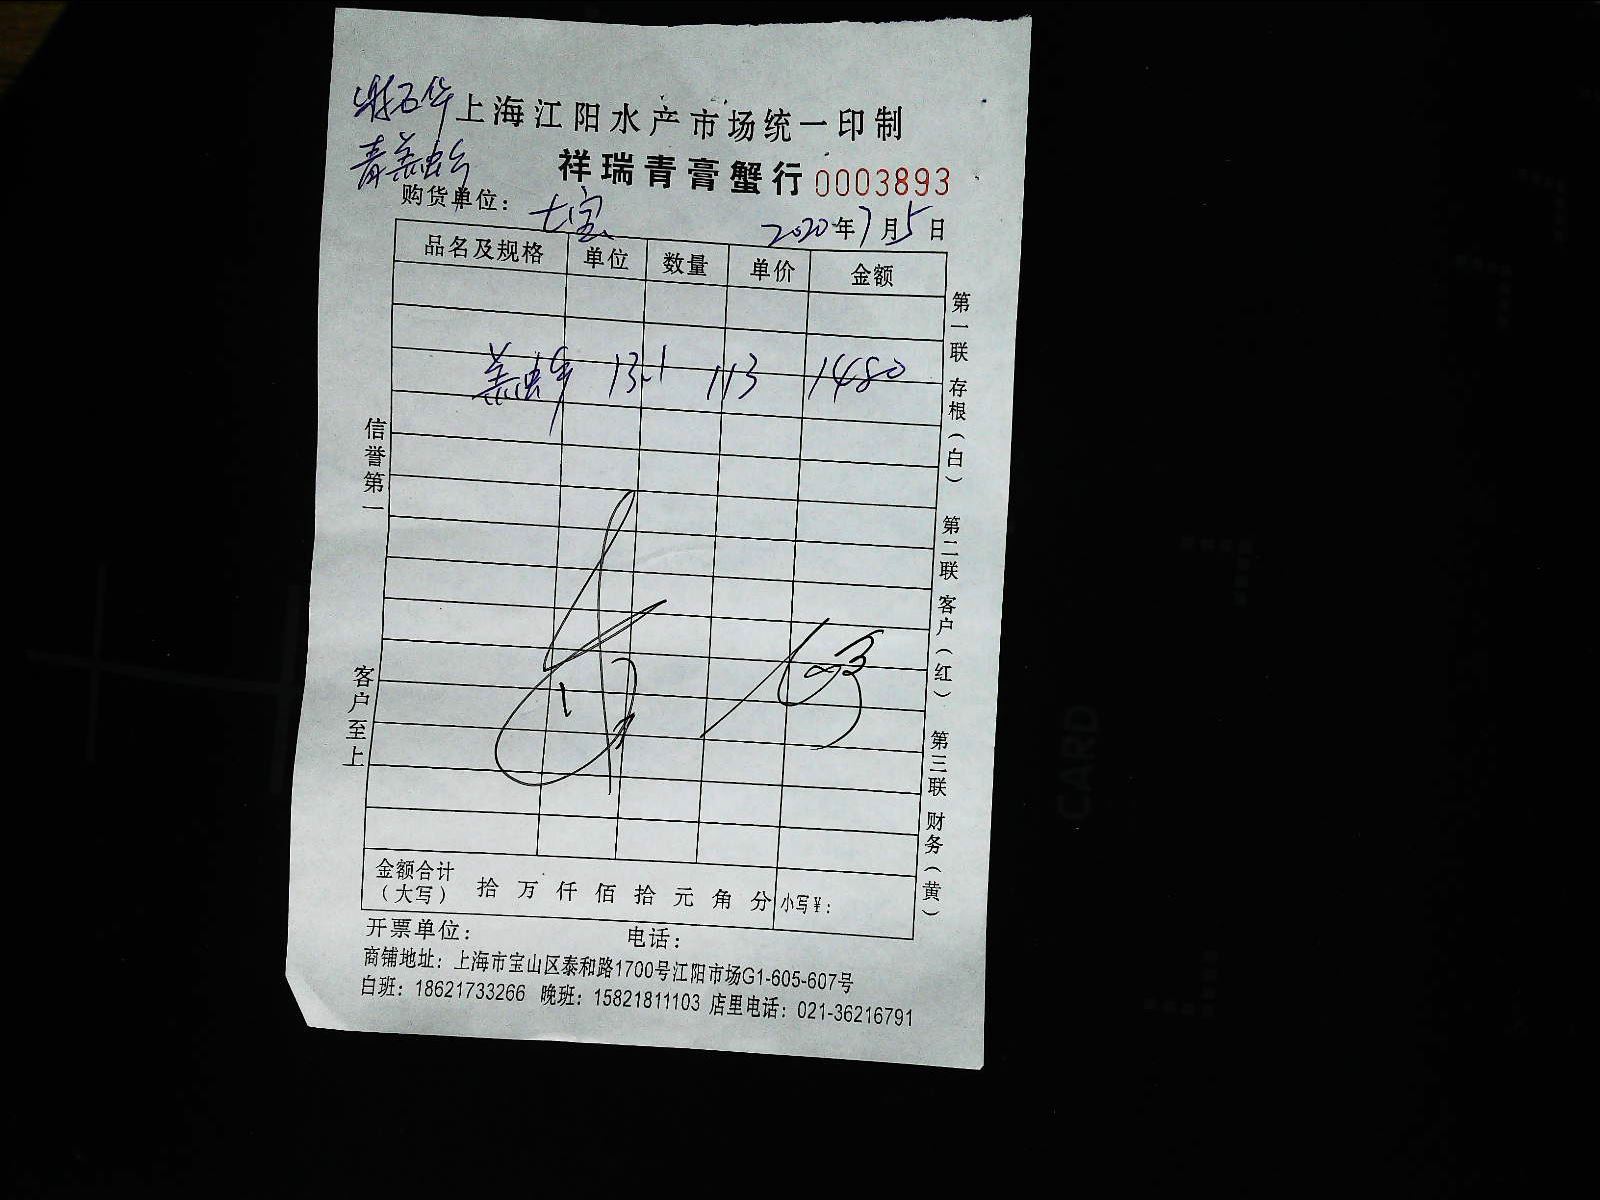 上海江阳水产市场统一印制
祥瑞青膏蟹行 0003893
购货单位: 七宝 2020年7月5日
品名及规格 单位 数量 单价 金额
13.1 113 1480
信誉第一
客户至上
第一联 存根(白) 第二联 客户(红) 第三联 财务(黄)
金额合计
(大写) 拾 万 仟 佰 拾 元 角 分 小写¥:
开票单位: 电话:
商铺地址: 上海市宝山区泰和路1700号江阳市场G1-605-607号
白班: 18621733266 晚班: 15821811103 店里电话: 021-36216791